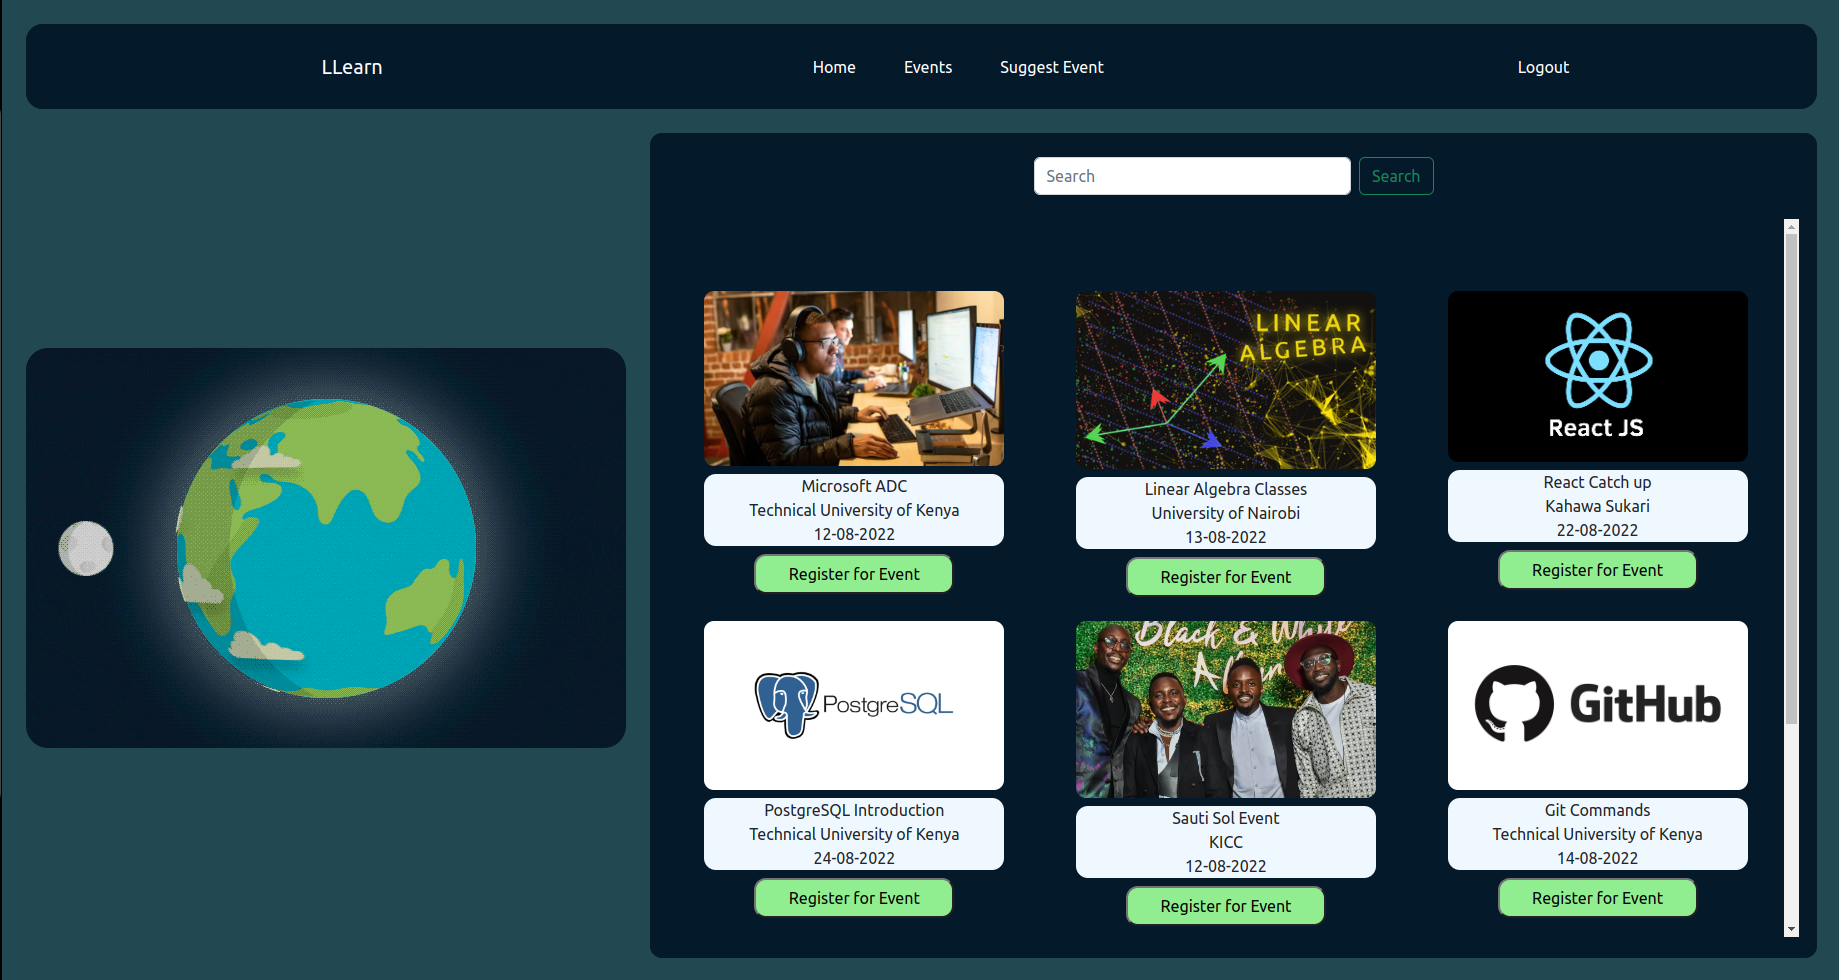 LLearn
Home
Events
Suggest Event
Logout
Search
Search
LINEAR
ALGEBRA
React JS
Microsoft ADC
Technical University of Kenya
12-08-2022
Register for Event
Linear Algebra Classes
University of Nairobi
13-08-2022
Register for Event
React Catch up
Kahawa Sukari
22-08-2022
Register for Event
PostgreSQL
Black & White
GitHub
PostgreSQL Introduction
Technical University of Kenya
24-08-2022
Register for Event
Sauti Sol Event
KICC
12-08-2022
Register for Event
Git Commands
Technical University of Kenya
14-08-2022
Register for Event